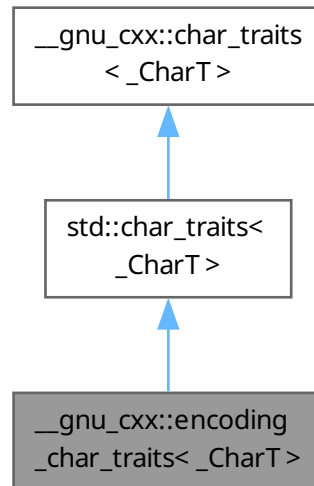 __gnu_cxx::char_traits
< _CharT >
std::char_traits<
_CharT >
__gnu_cxx::encoding
_char_traits< _CharT >